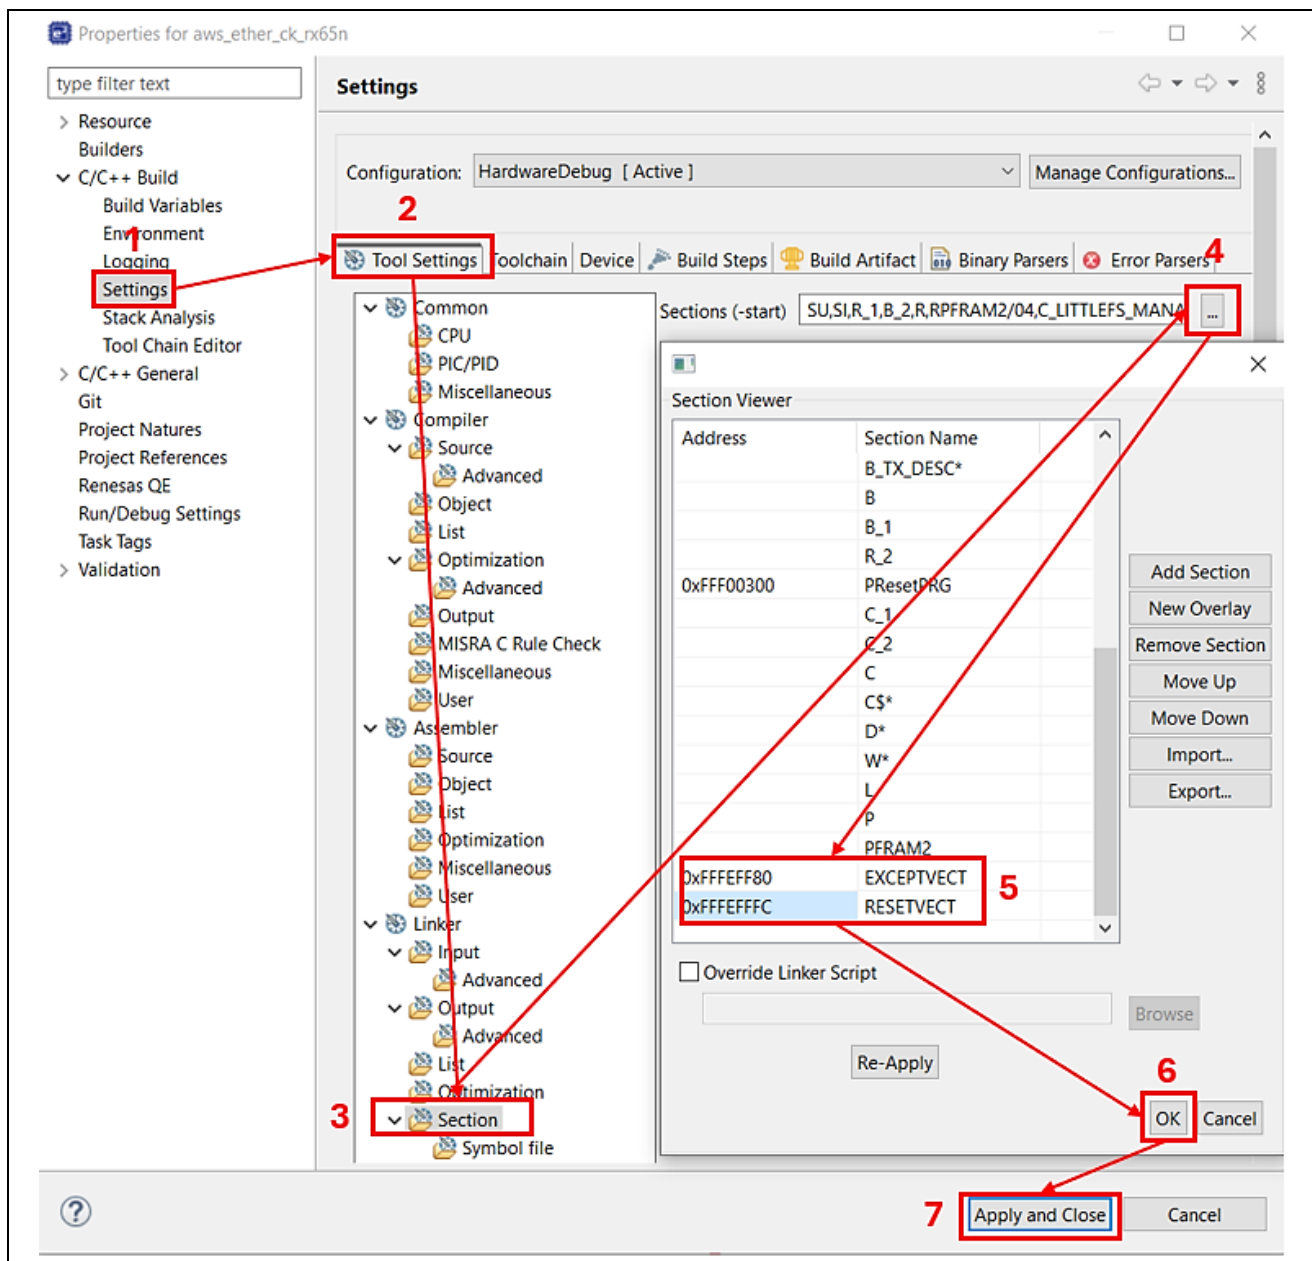 Properties for aws_ether_ck_rx65n
type filter text
Resource
Builders
C/C++ Build
Build Variables
Environment
Logging
Settings
Stack Analysis
Tool Chain Editor
C/C++ General
Git
Project Natures
Project References
Renesas QE
Run/Debug Settings
Task Tags
Validation
1
Settings
Configuration: HardwareDebug [ Active ] Manage Configurations...
2
Tool Settings Toolchain Device Build Steps Build Artifact Binary Parsers Error Parsers
4
Common
CPU
PIC/PID
Miscellaneous
Compiler
Source
Advanced
Object
List
Optimization
Advanced
Output
MISRA C Rule Check
Miscellaneous
User
Assembler
Source
Object
List
Optimization
Miscellaneous
User
Linker
Input
Advanced
Output
Advanced
List
Optimization
3
Section
Symbol file
Sections (-start) SU,SI,R_1,B_2,R,RPFRAM2/04,C_LITTLEFS_MANA ...
Section Viewer
Address Section Name
B_TX_DESC*
B
B_1
R_2
0xFFF00300 PResetPRG
C_1
C_2
C
C$*
D*
W*
L
P
PFRAM2
0xFFFEFF80 EXCEPTVECT
0xFFFEFFFC RESETVECT
5
Add Section
New Overlay
Remove Section
Move Up
Move Down
Import...
Export...
Override Linker Script
Browse
Re-Apply
6
OK Cancel
7
Apply and Close Cancel